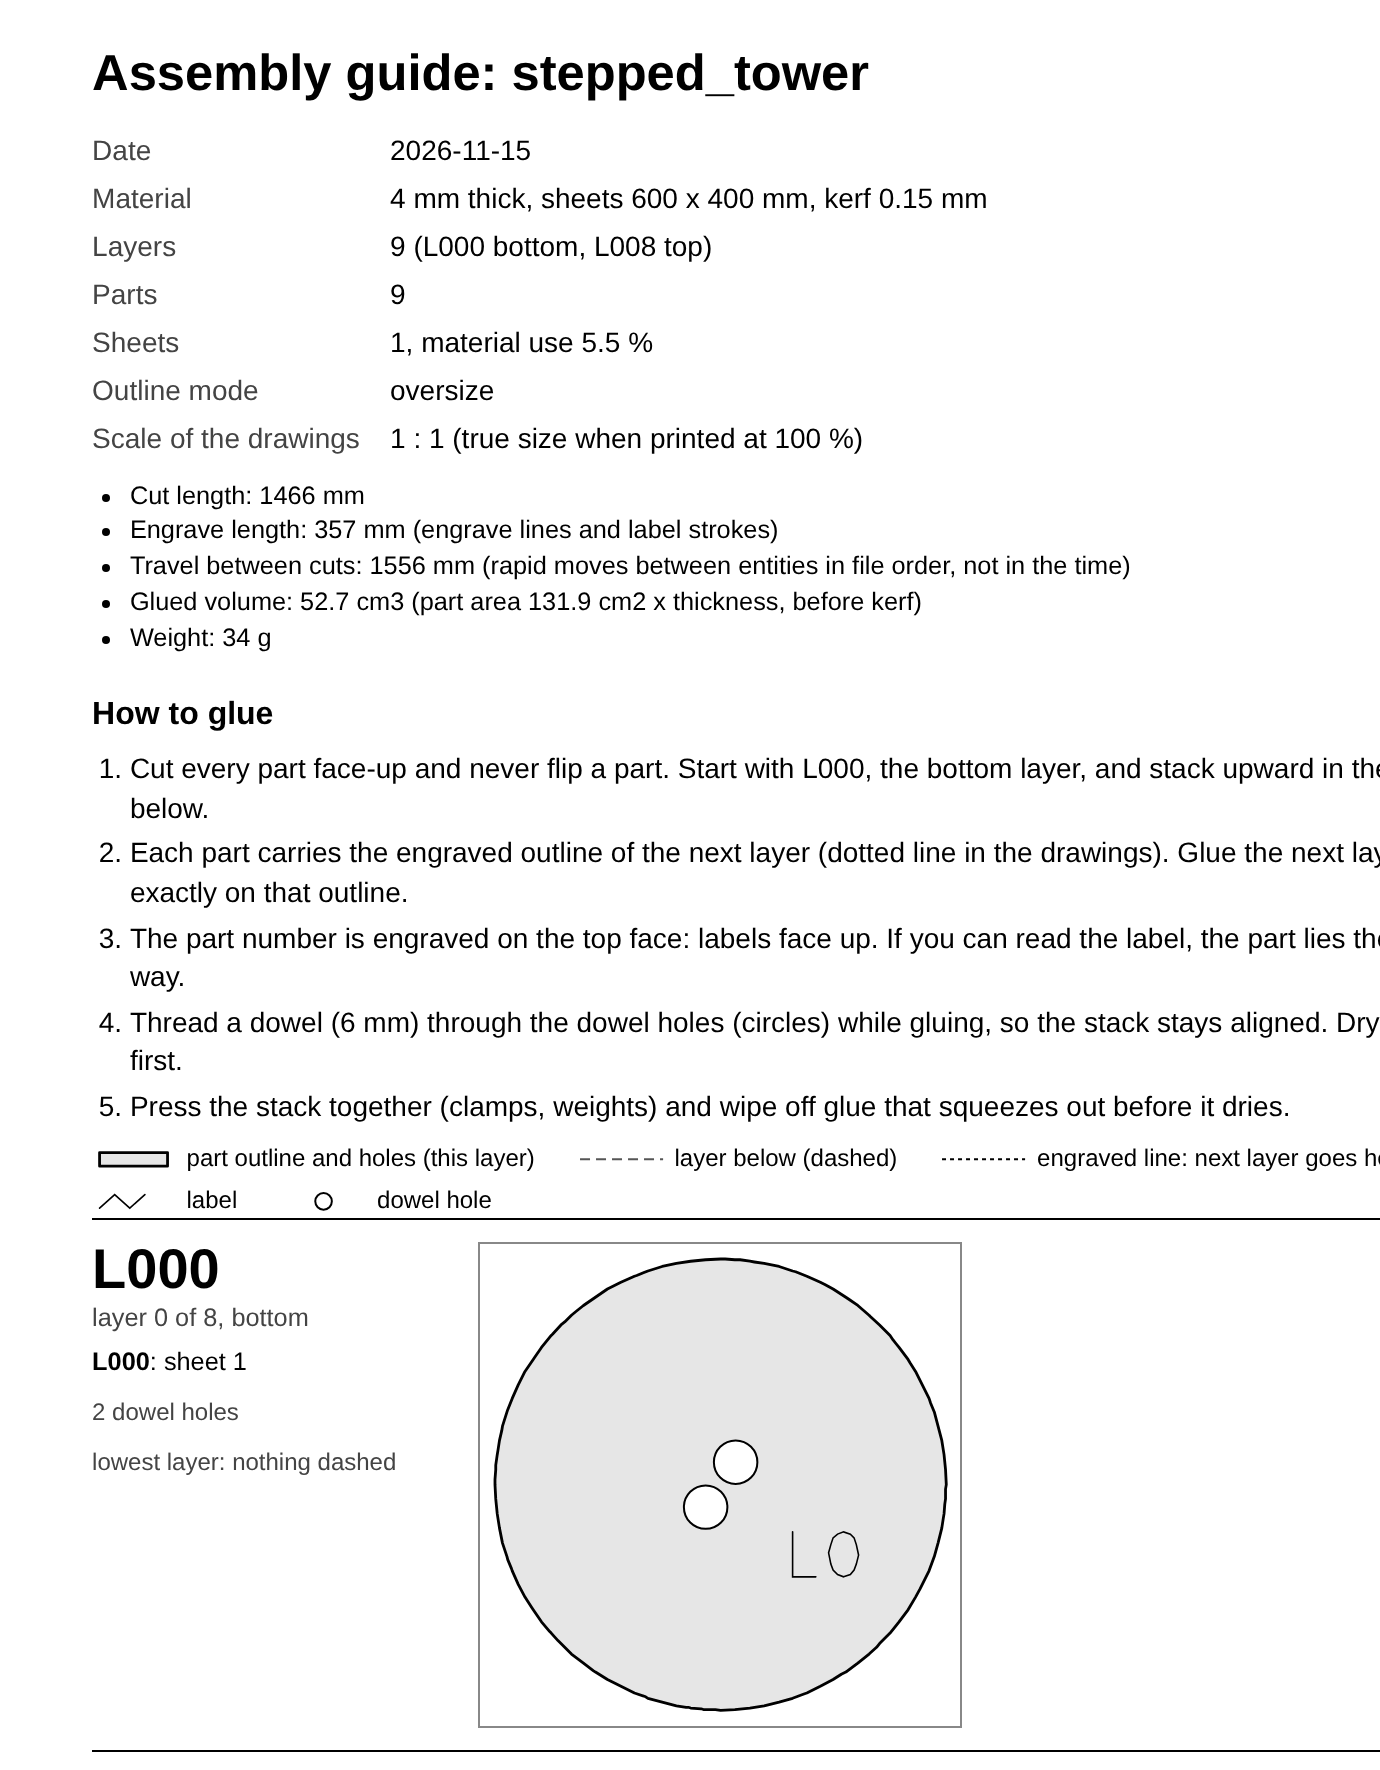 Assembly guide: stepped_tower
Date 2026-11-15
Material 4 mm thick, sheets 600 x 400 mm, kerf 0.15 mm
Layers 9 (L000 bottom, L008 top)
Parts 9
Sheets 1, material use 5.5 %
Outline mode oversize
Scale of the drawings 1 : 1 (true size when printed at 100 %)
• Cut length: 1466 mm
• Engrave length: 357 mm (engrave lines and label strokes)
• Travel between cuts: 1556 mm (rapid moves between entities in file order, not in the time)
• Glued volume: 52.7 cm3 (part area 131.9 cm2 x thickness, before kerf)
• Weight: 34 g
How to glue
1. Cut every part face-up and never flip a part. Start with L000, the bottom layer, and stack upward in the
below.
2. Each part carries the engraved outline of the next layer (dotted line in the drawings). Glue the next lay
exactly on that outline.
3. The part number is engraved on the top face: labels face up. If you can read the label, the part lies the
way.
4. Thread a dowel (6 mm) through the dowel holes (circles) while gluing, so the stack stays aligned. Dry
first.
5. Press the stack together (clamps, weights) and wipe off glue that squeezes out before it dries.
part outline and holes (this layer) layer below (dashed) engraved line: next layer goes he
label dowel hole
L000
layer 0 of 8, bottom
L000: sheet 1
2 dowel holes
lowest layer: nothing dashed
L0